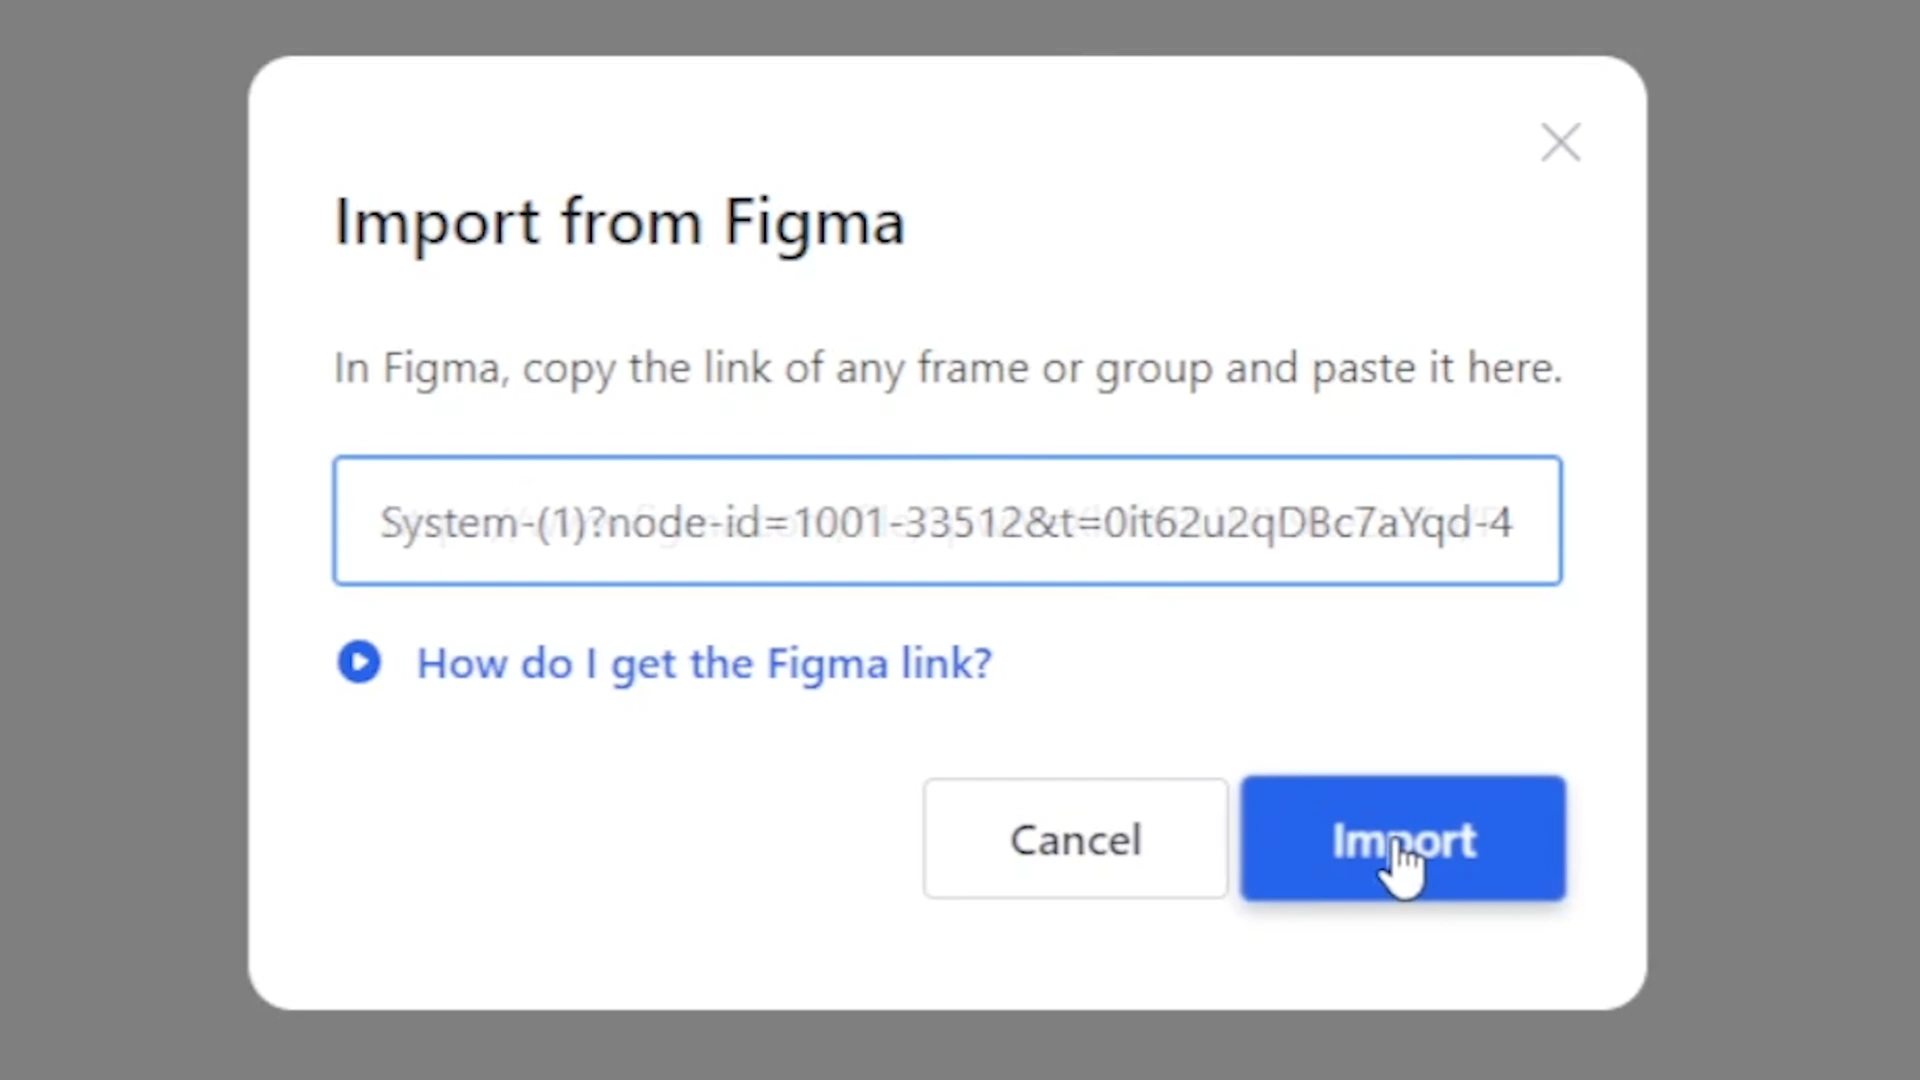 Import from Figma
In Figma, copy the link of any frame or group and paste it here.
System-(1)?node-id=1001-33512&t=0it62u2qDBc7aYqd-4
How do I get the Figma link?
Cancel
Import